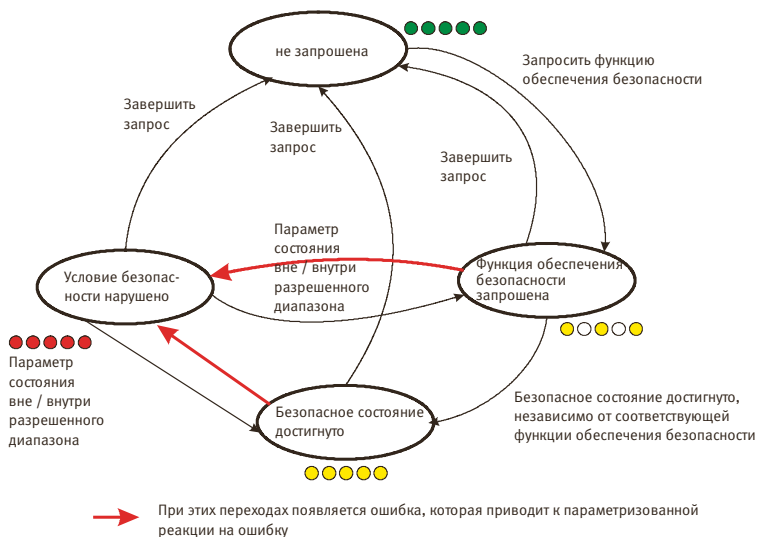 не запрошена
Запросить функцию
обеспечения безопасности
Завершить
запрос
Завершить
запрос
Завершить
запрос
Параметр
состояния
вне / внутри
разрешенного
диапазона
Условие безопас-
ности нарушено
Функция обеспечения
безопасности
запрошена
Параметр
состояния
вне / внутри
разрешенного
диапазона
Безопасное состояние
достигнуто
Безопасное состояние достигнуто,
независимо от соответствующей
функции обеспечения безопасности
При этих переходах появляется ошибка, которая приводит к параметризованной
реакции на ошибку